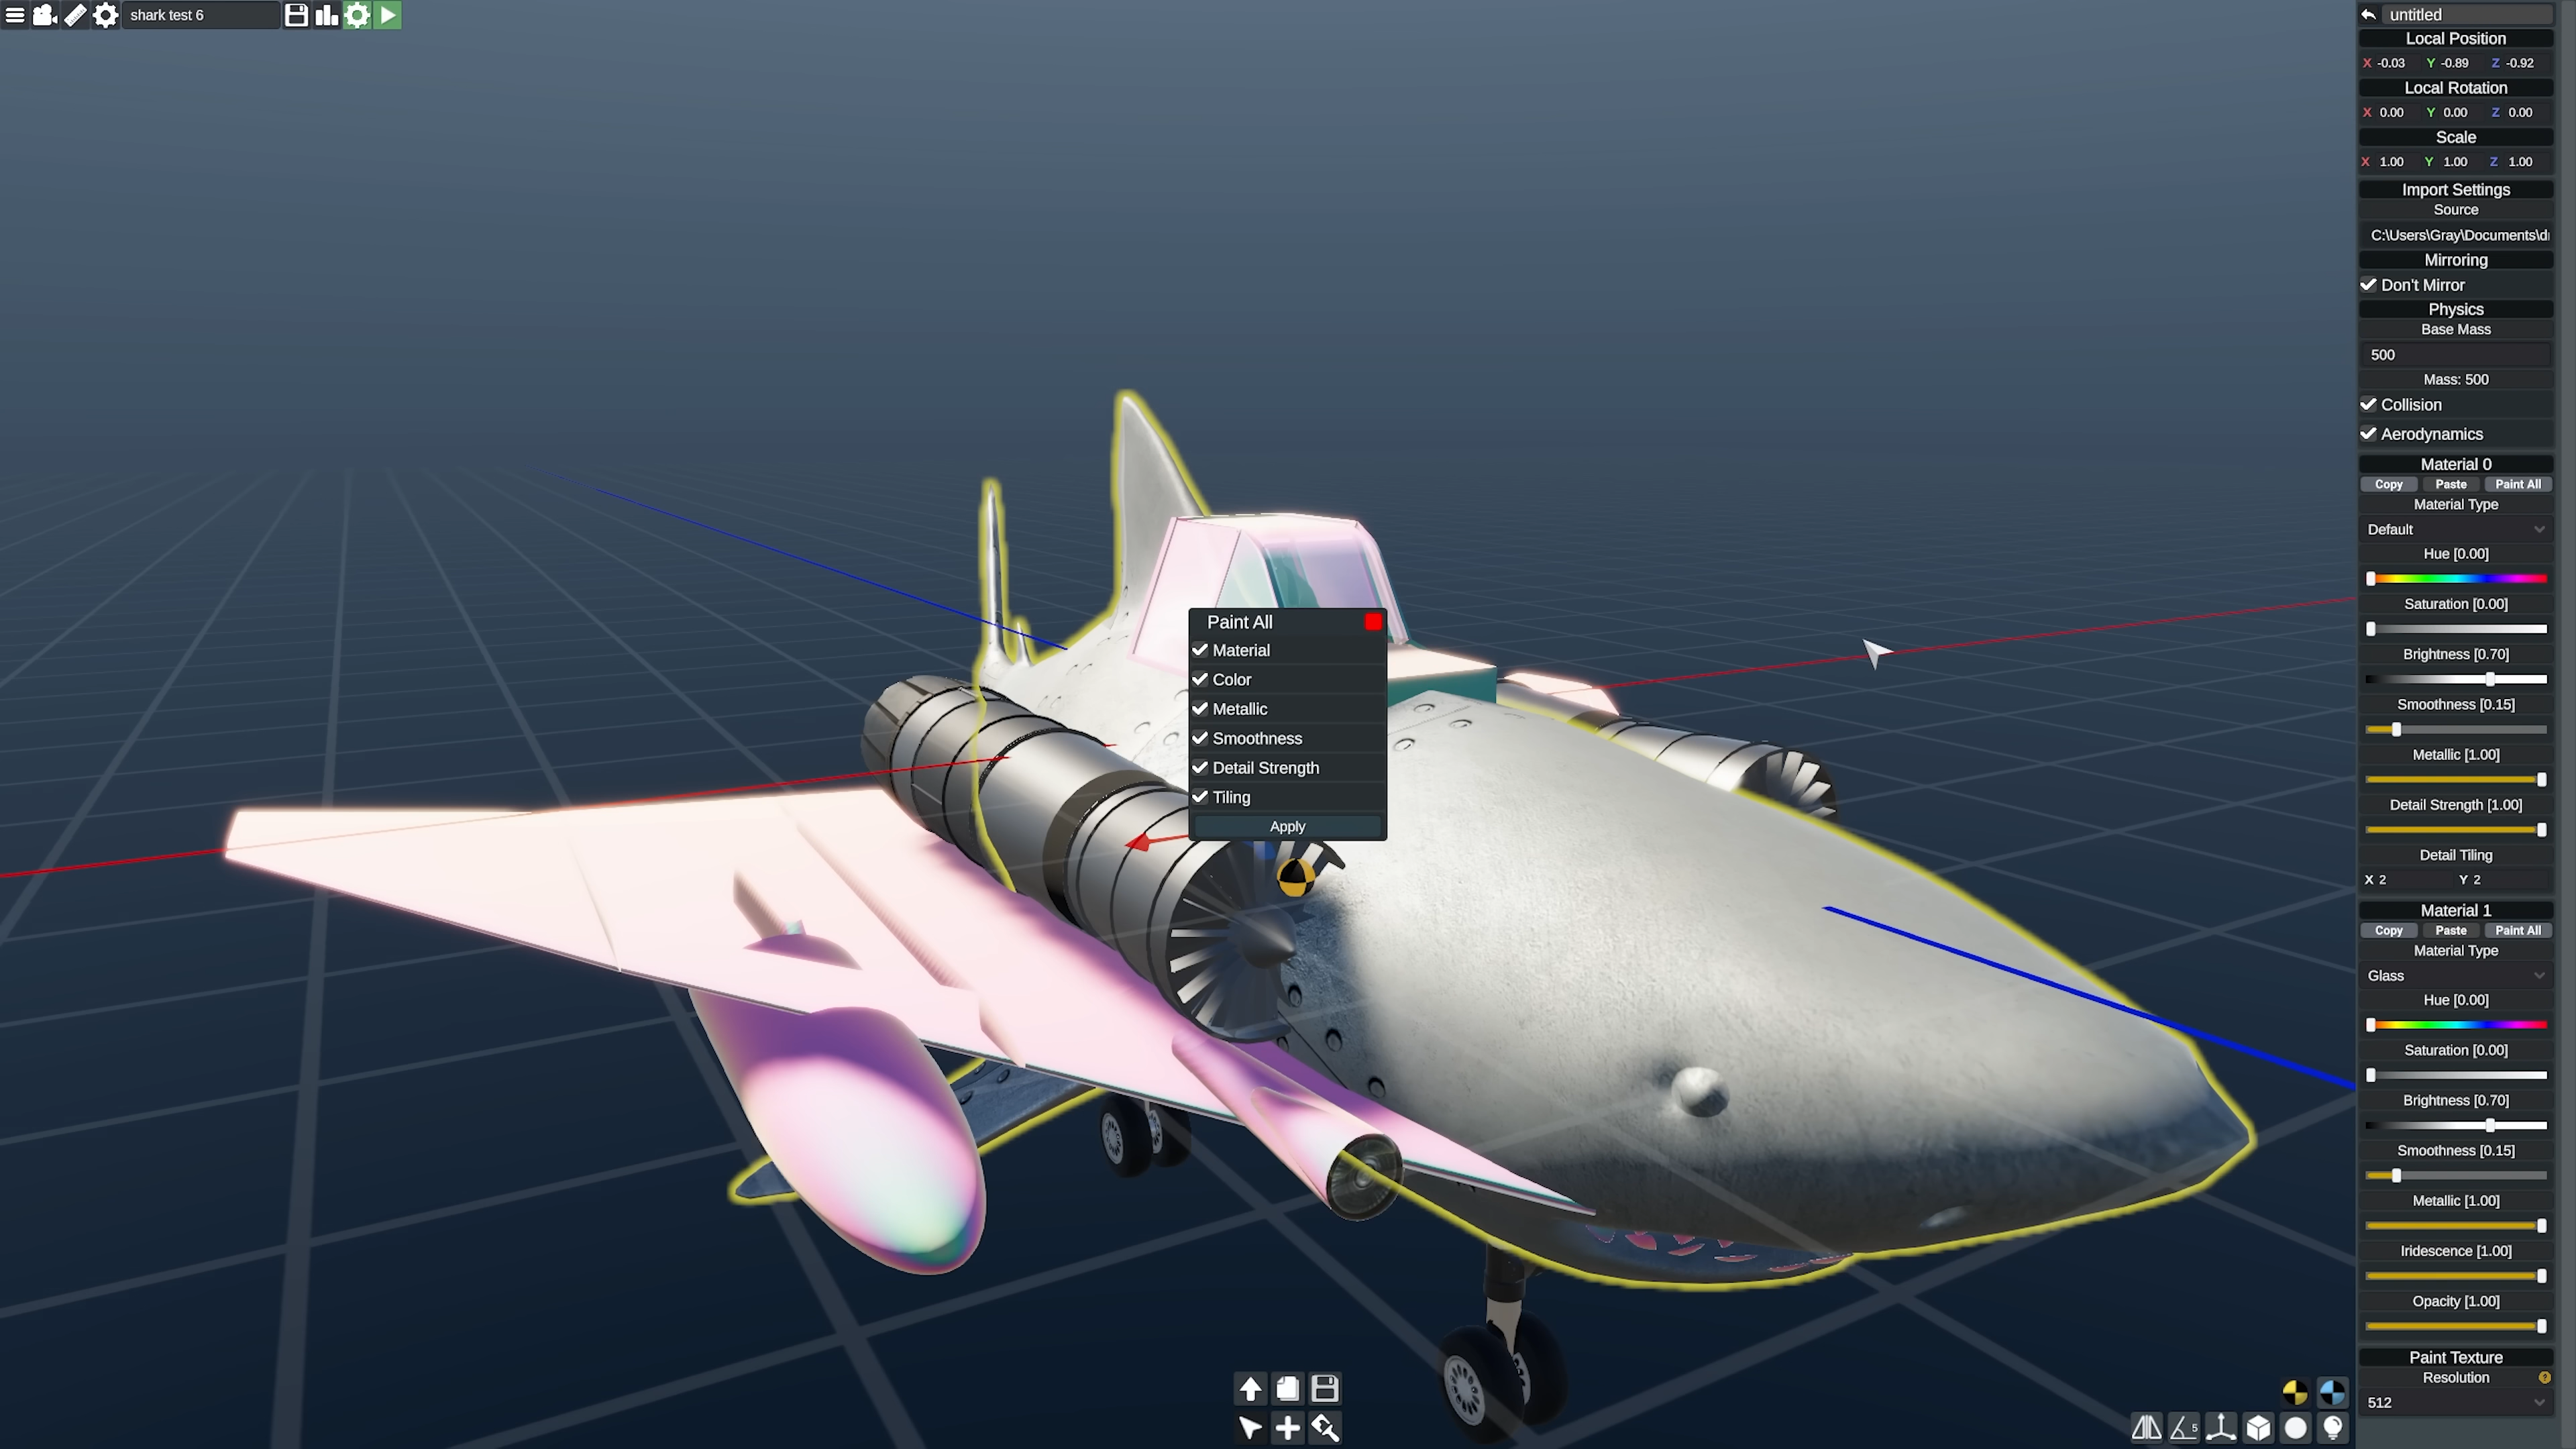 shark test 6
untitled
Local Position
X -0.03 Y -0.89 Z -0.92
Local Rotation
X 0.00 Y 0.00 Z 0.00
Scale
X 1.00 Y 1.00 Z 1.00
Import Settings
Source
C:\Users\Gray\Documents\d
Mirroring
Don't Mirror
Physics
Base Mass
500
Mass: 500
Collision
Aerodynamics
Material 0
Copy Paste Paint All
Material Type
Default
Hue [0.00]
Saturation [0.00]
Brightness [0.70]
Smoothness [0.15]
Metallic [1.00]
Detail Strength [1.00]
Detail Tiling
X 2 Y 2
Material 1
Copy Paste Paint All
Material Type
Glass
Hue [0.00]
Saturation [0.00]
Brightness [0.70]
Smoothness [0.15]
Metallic [1.00]
Iridescence [1.00]
Opacity [1.00]
Paint Texture
Resolution
512
Paint All
Material
Color
Metallic
Smoothness
Detail Strength
Tiling
Apply
5